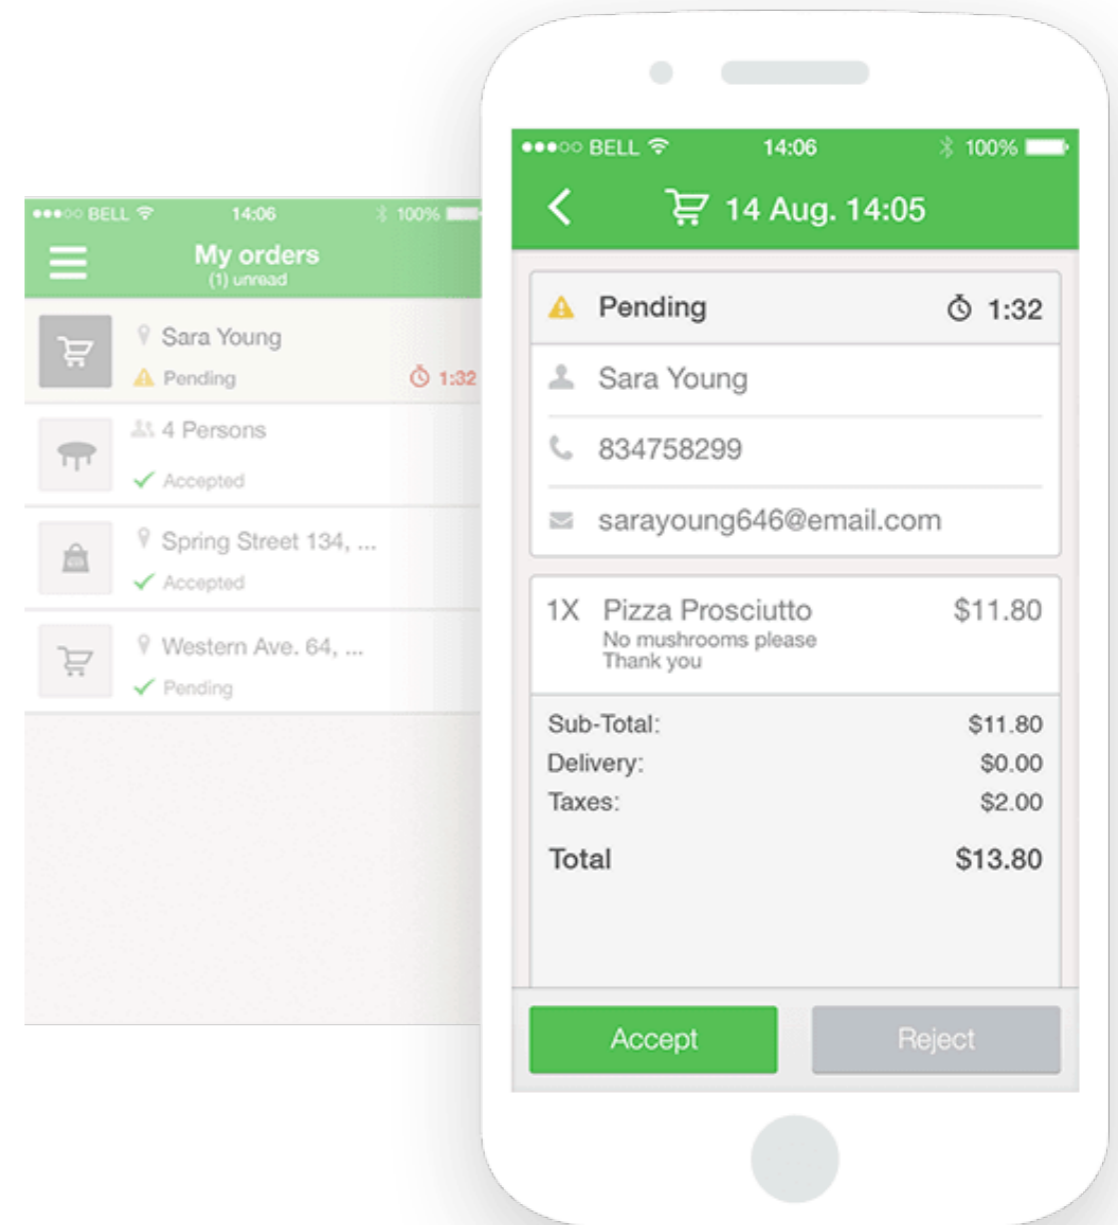 BELL 14:06 100%
My orders
(1) unread
Sara Young
Pending 1:32
4 Persons
Accepted
Spring Street 134, ...
Accepted
Western Ave. 64, ...
Pending
BELL 14:06 100%
14 Aug. 14:05
Pending 1:32
Sara Young
834758299
sarayoung646@email.com
1X Pizza Prosciutto $11.80
No mushrooms please
Thank you
Sub-Total: $11.80
Delivery: $0.00
Taxes: $2.00
Total $13.80
Accept Reject